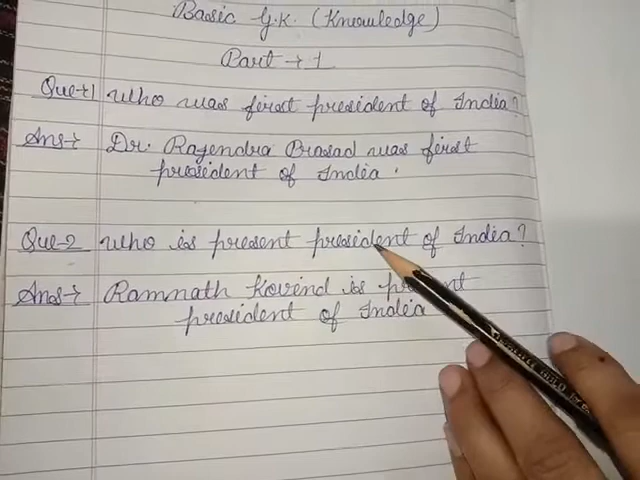 Basic G.K. (Knowledge)
Part → 1
Que→1 who was first president of India?
Ans→ Dr. Rajendra Prasad was first
president of India.
Que-2 who is present president of India?
Ans→ Ramnath Kovind is present
president of India